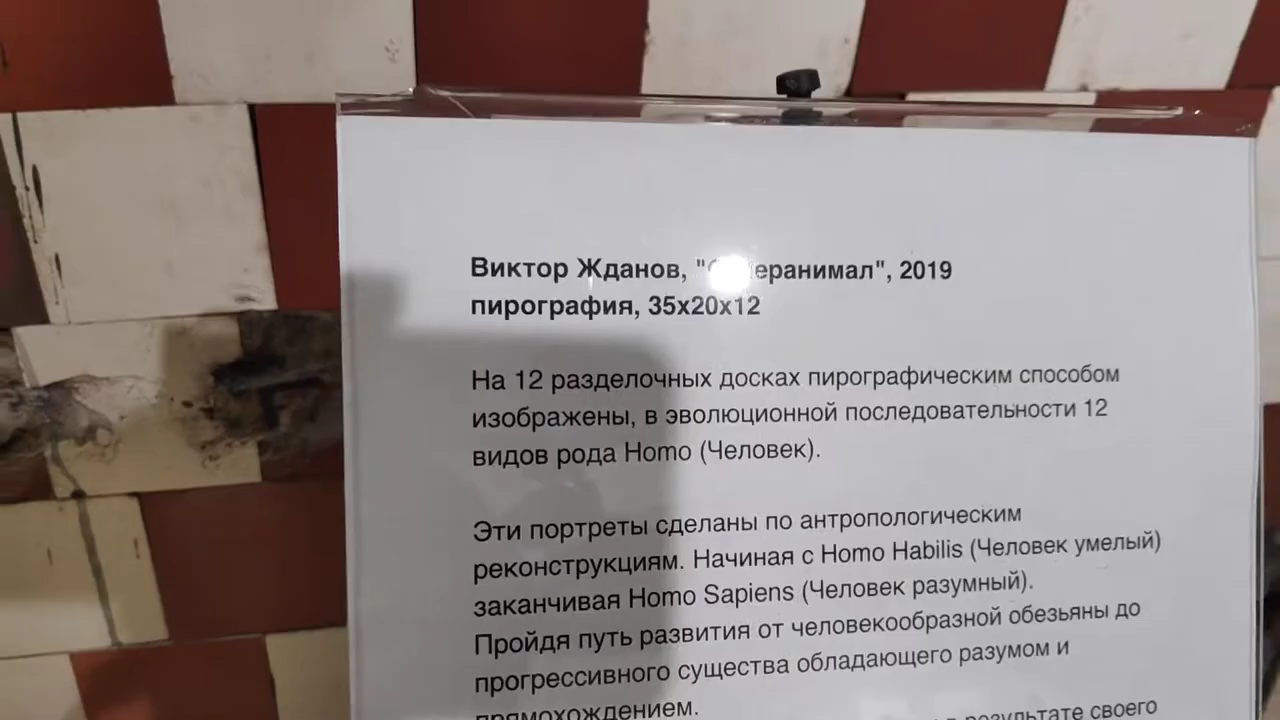 Виктор Жданов, 2019
пирография, 35х20х12
На 12 разделочных досках пирографическим способом
изображены, в эволюционной последовательности 12
видов рода Homo (Человек).
Эти портреты сделаны по антропологическим
реконструкциям. Начиная с Homo Habilis (Человек умелый)
заканчивая Homo Sapiens (Человек разумный).
Пройдя путь развития от человекообразной обезьяны до
прогрессивного существа обладающего разумом и
прямохождением.
результате своего